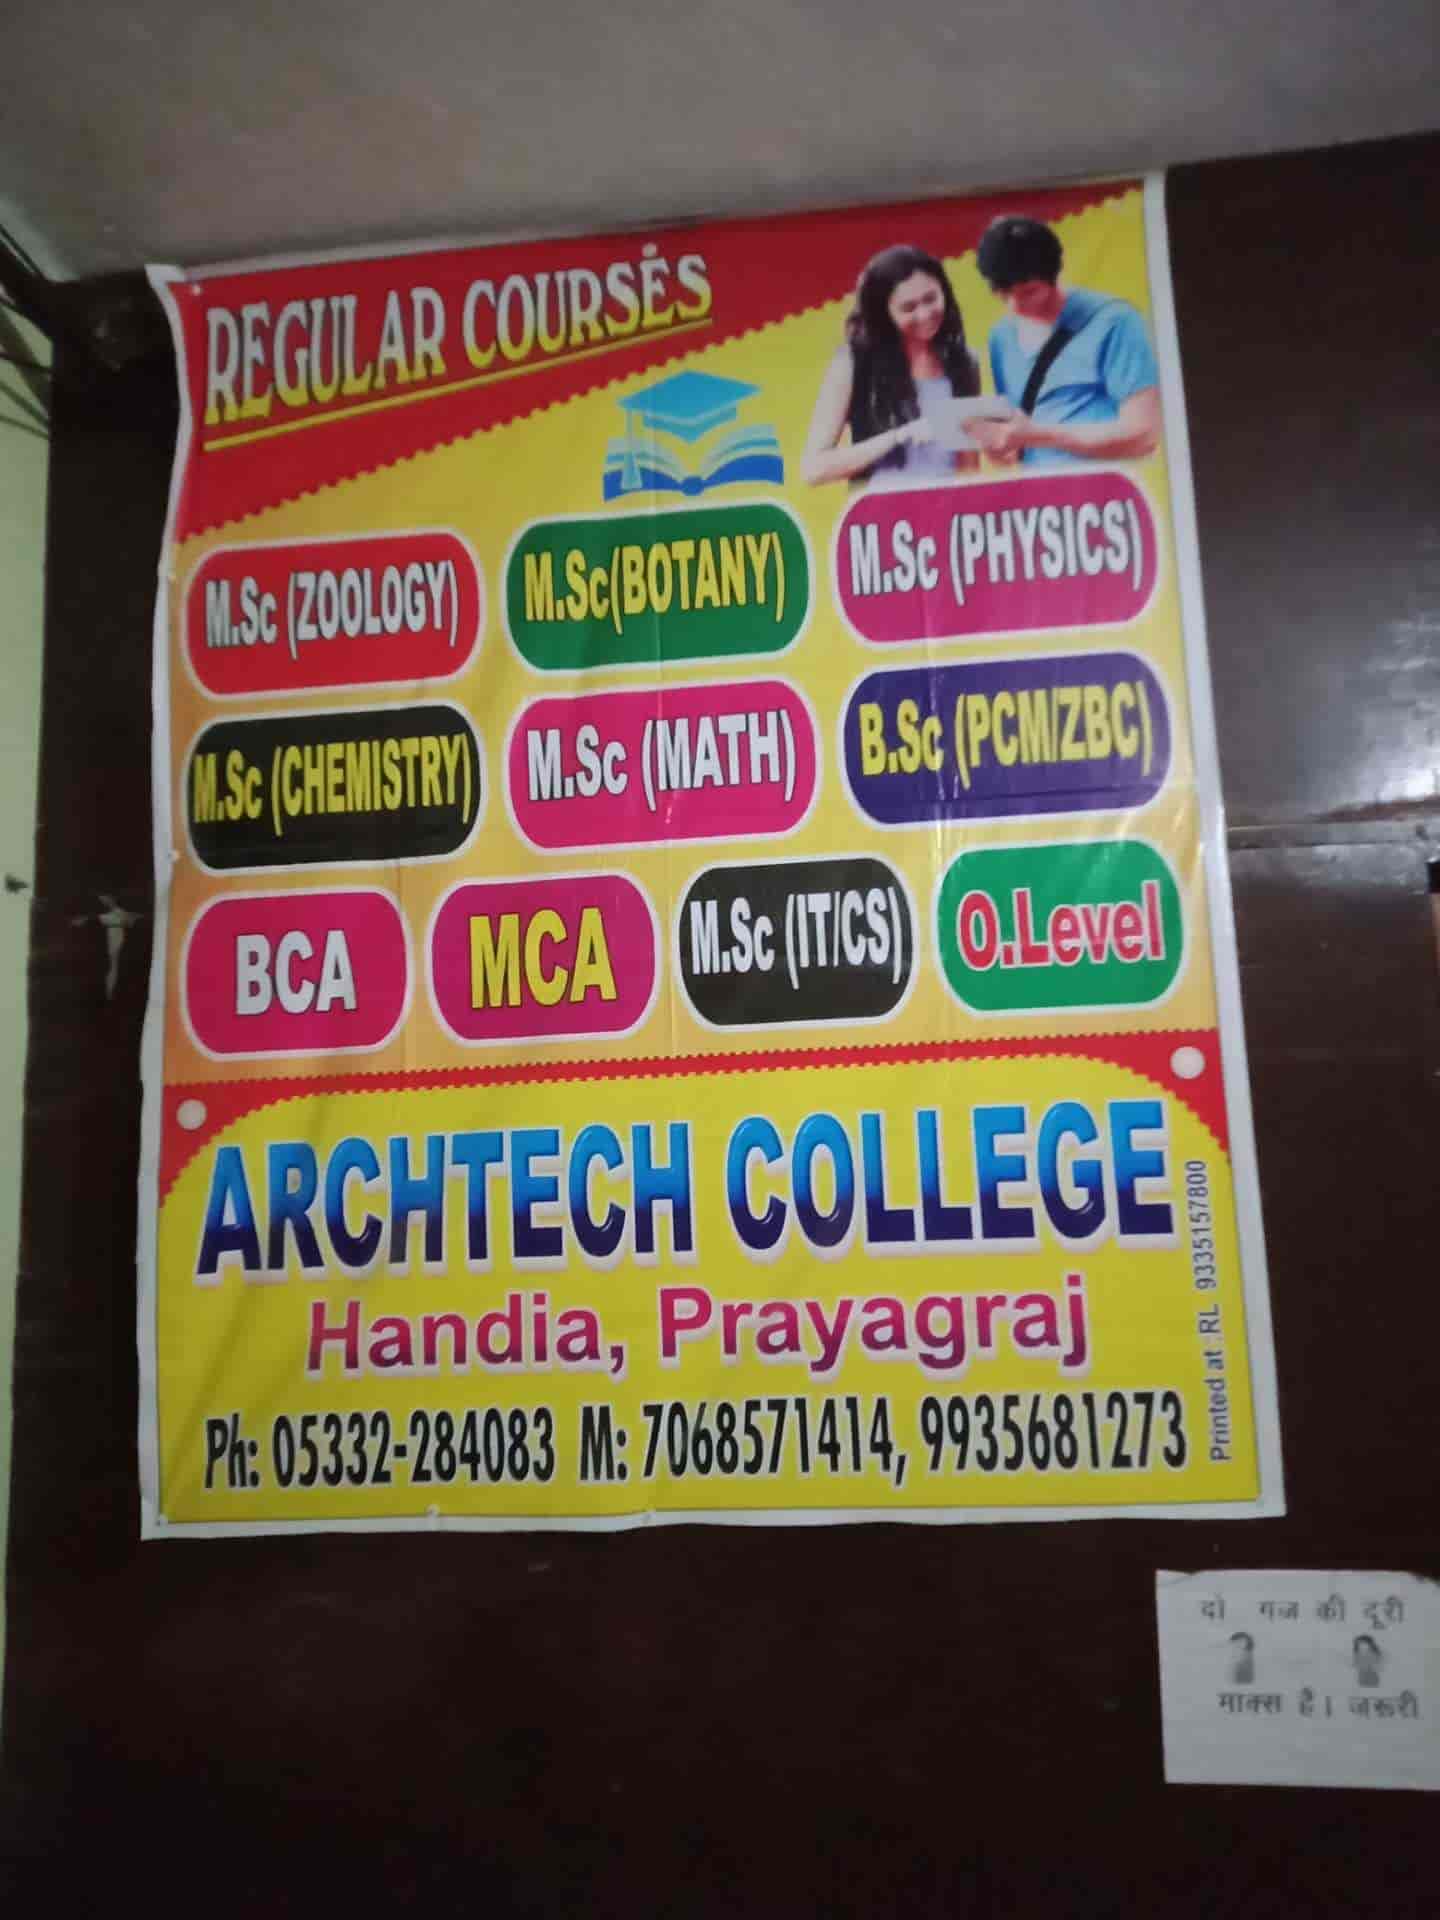 REGULAR COURSES
M.Sc (ZOOLOGY)
M.Sc(BOTANY)
M.Sc (PHYSICS)
M.Sc (CHEMISTRY)
M.Sc (MATH)
B.Sc (PCM/ZBC)
BCA
MCA
M.Sc (IT/CS)
O.Level
ARCHTECH COLLEGE
Handia, Prayagraj
Ph: 05332-284083 M: 7068571414, 9935681273
Printed at :RL 9335157800
दो गज की दूरी
माक्स है। जरूरी